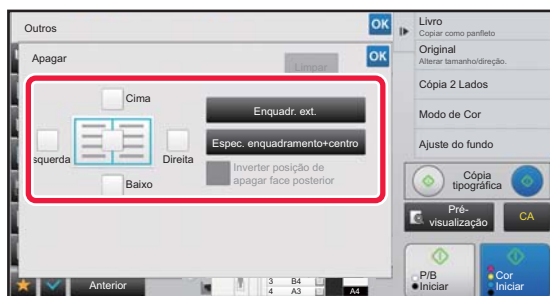 Outros
OK
Apagar
Limpar
OK
Cima
squerda
Direita
Baixo
Enquadr. ext.
Espec. enquadramento+centro
Inverter posição de
apagar face posterior
Anterior
3 B4
4 A3
A4
Livro
Copiar como panfleto
Original
Alterar tamanho/direção.
Cópia 2 Lados
Modo de Cor
Ajuste do fundo
Cópia
tipográfica
Pré-
visualização
CA
P/B
Iniciar
Cor
Iniciar